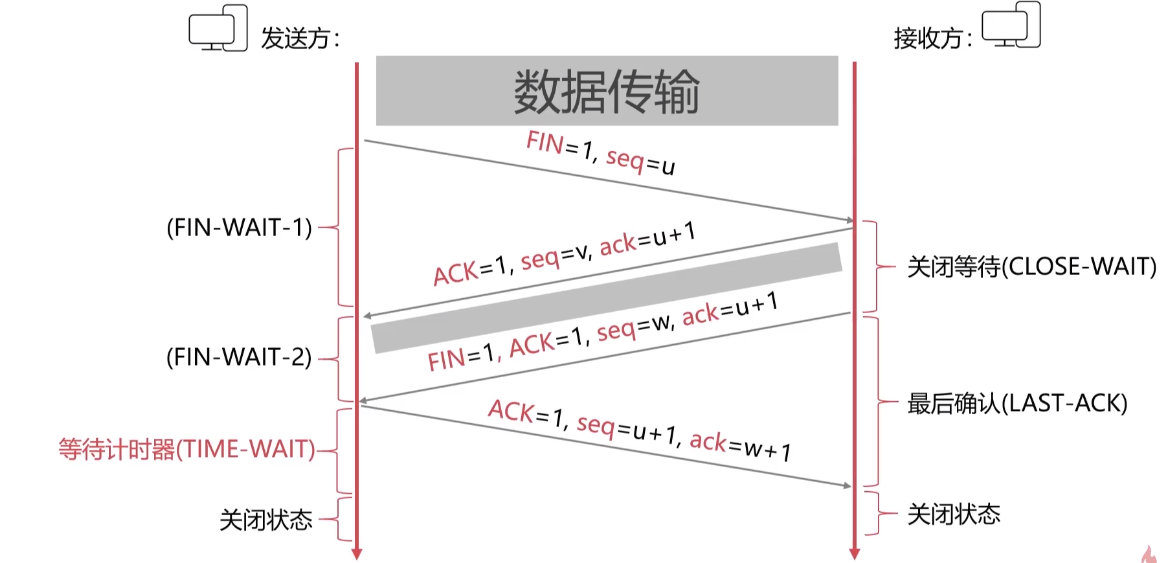 发送方：
接收方：
数据传输
FIN=1, seq=u
(FIN-WAIT-1)
ACK=1, seq=v, ack=u+1
关闭等待(CLOSE-WAIT)
(FIN-WAIT-2)
FIN=1, ACK=1, seq=w, ack=u+1
最后确认(LAST-ACK)
ACK=1, seq=u+1, ack=w+1
等待计时器(TIME-WAIT)
关闭状态
关闭状态